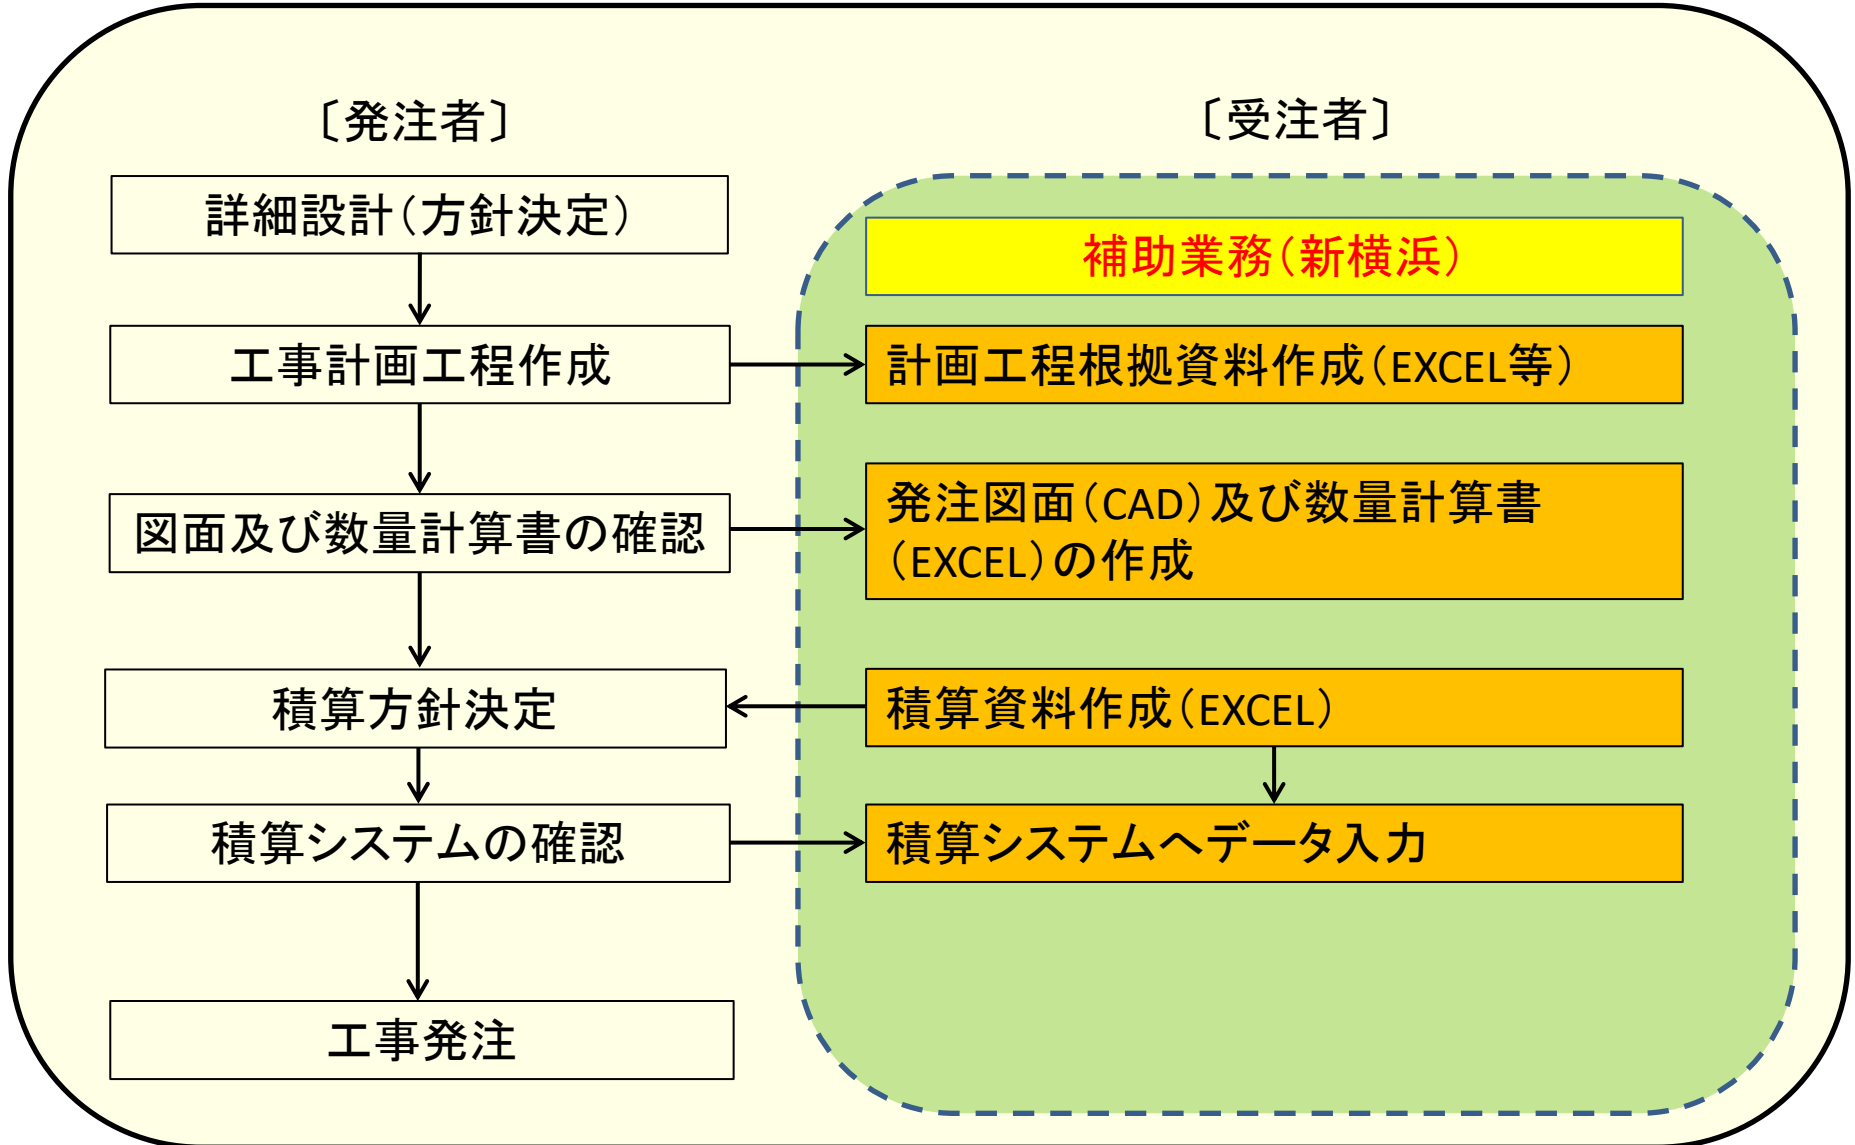 〔発注者〕
〔受注者〕
詳細設計（方針決定）
補助業務（新横浜）
工事計画工程作成
計画工程根拠資料作成（EXCEL等）
図面及び数量計算書の確認
発注図面（CAD）及び数量計算書
（EXCEL）の作成
積算方針決定
積算資料作成（EXCEL）
積算システムの確認
積算システムへデータ入力
工事発注